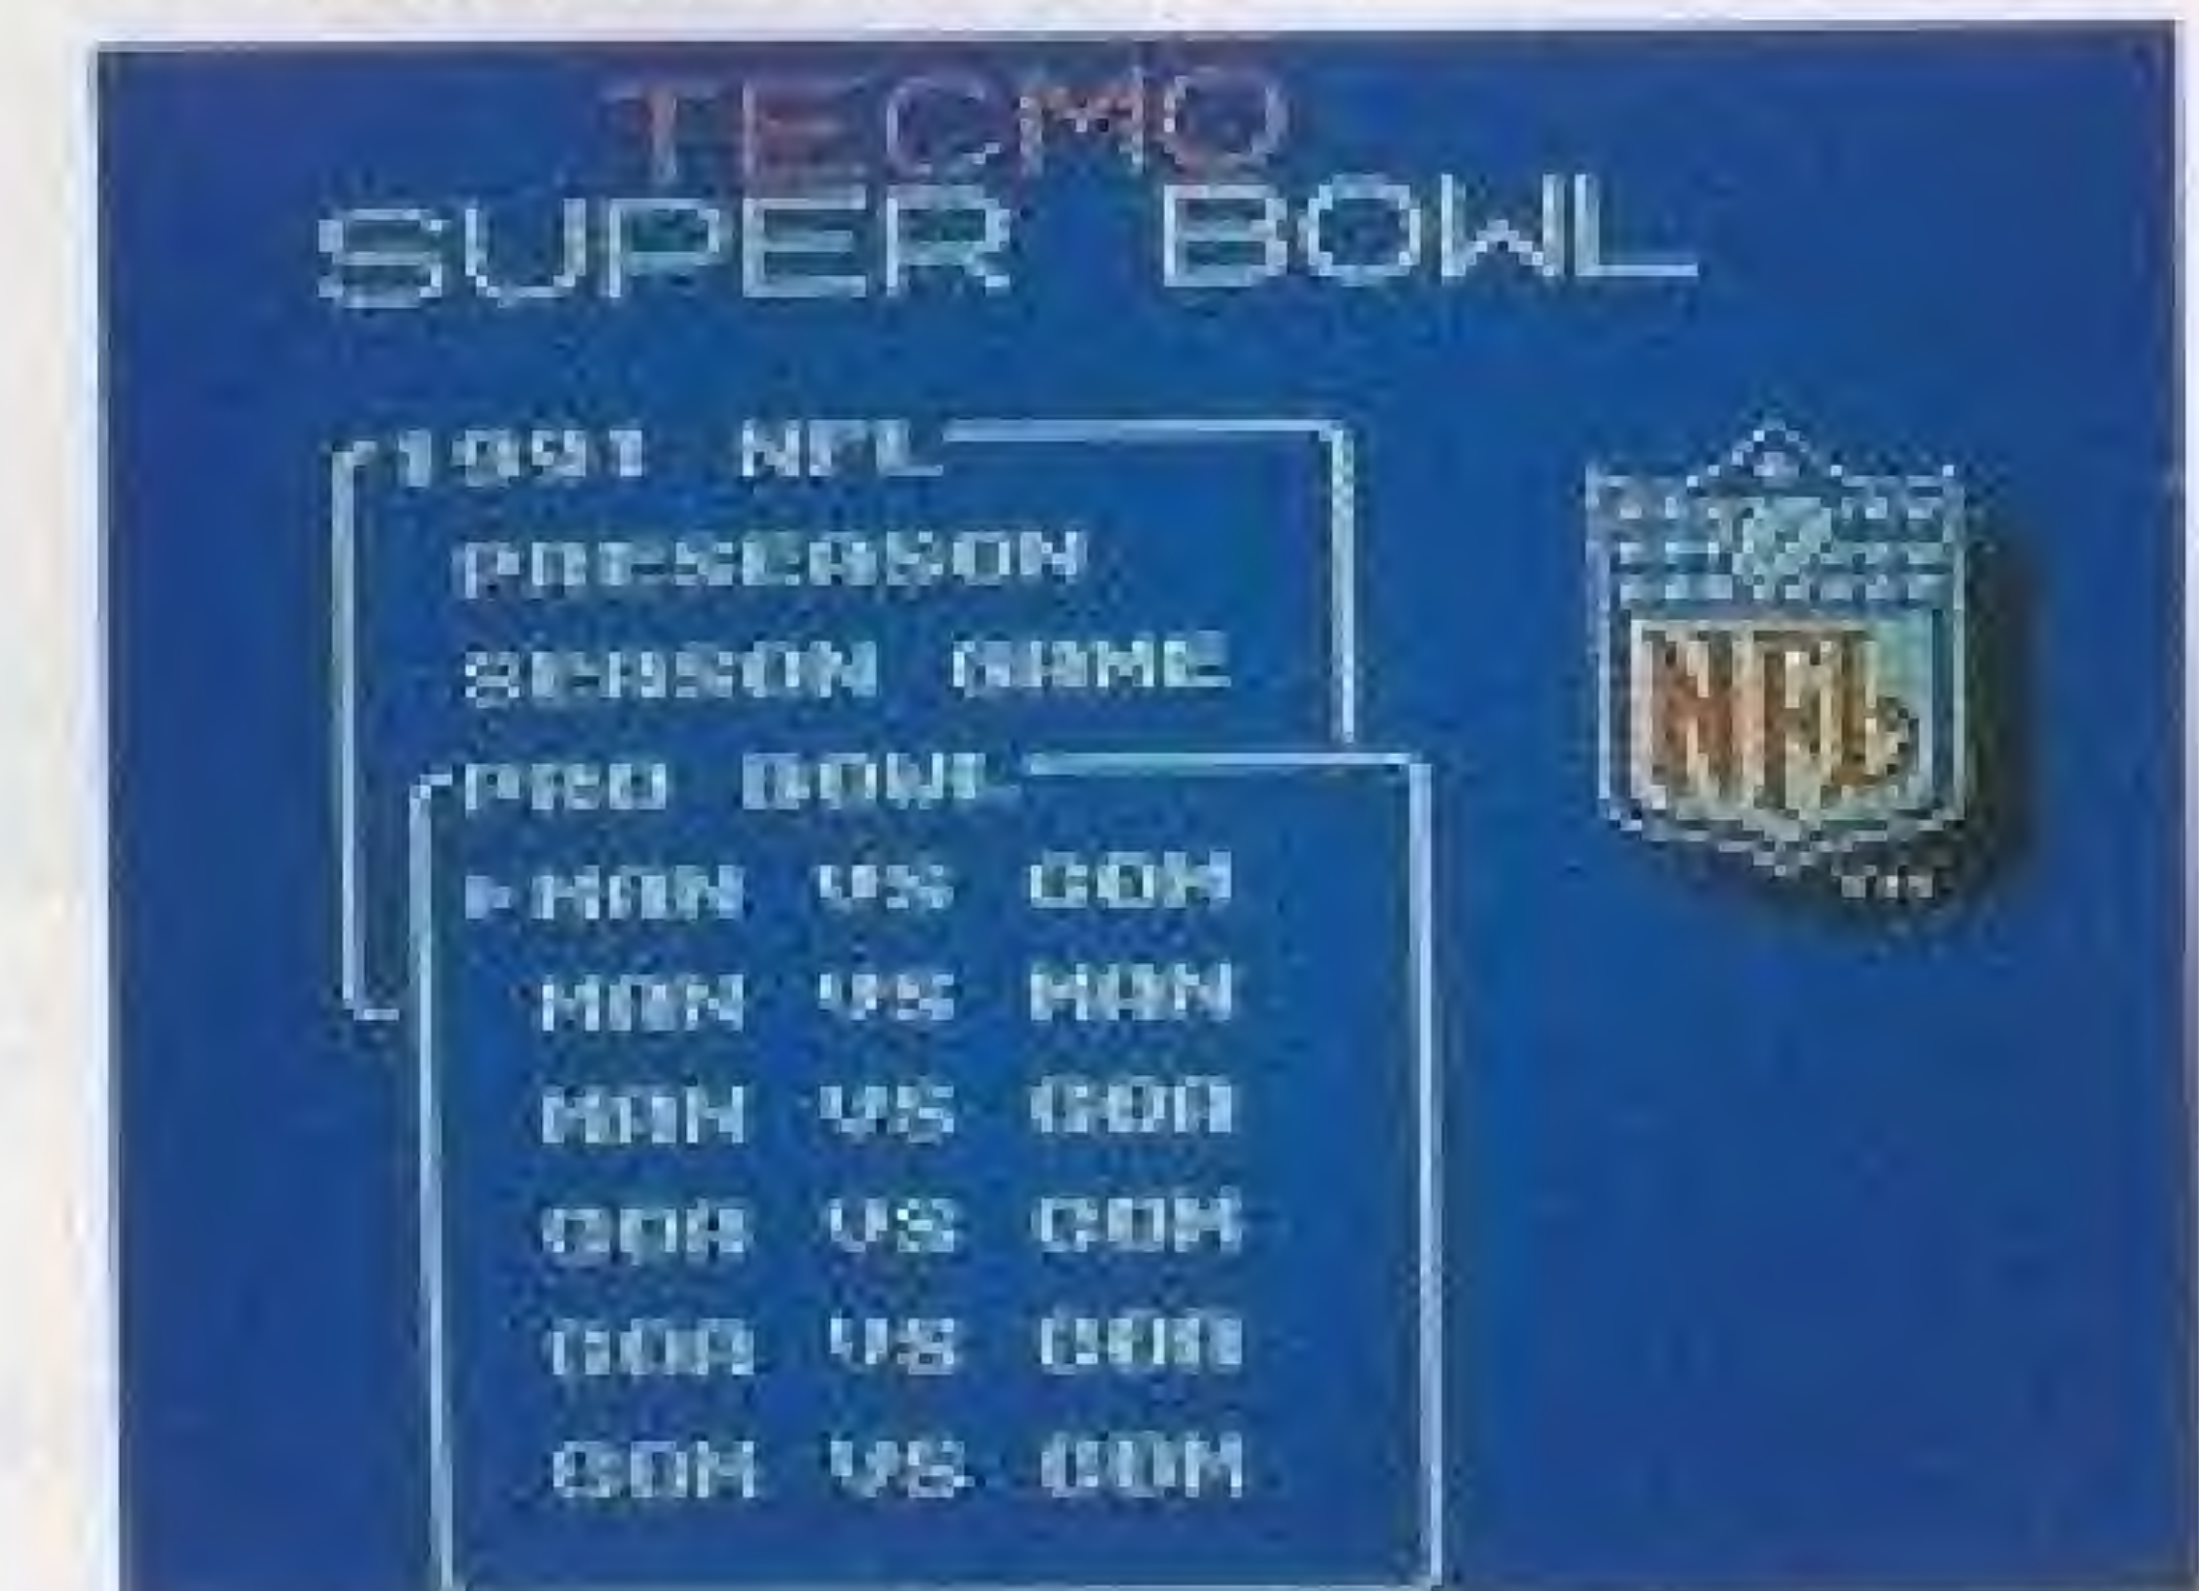 TECMO
SUPER BOWL
1991 NFL
PRESEASON
SEASON GAME
PRO BOWL
MAN VS COM
MAN VS MAN
MAN VS COA
COA VS COM
COA VS COA
COM VS COM
NFL